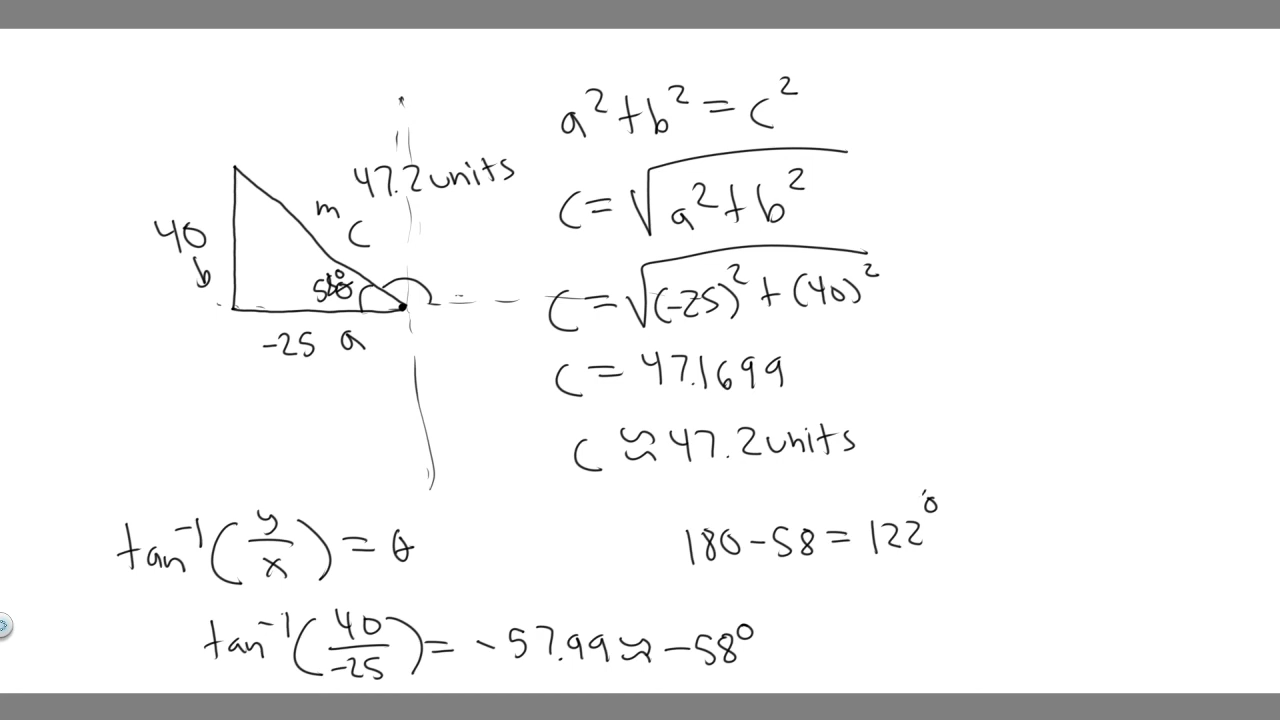 a² + b² = c²
47.2 units
m
c
c = √(a² + b²)
40
b
58°
c = √((-25)² + (40)²)
-25 a
c = 47.1699
c ≈ 47.2 units
tan⁻¹(y/x) = θ
180 - 58 = 122°
tan⁻¹(40/-25) = -57.99 ≈ -58°